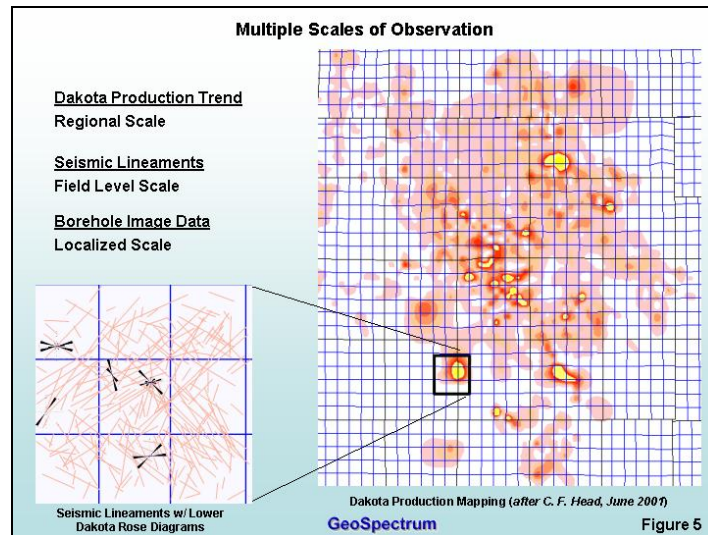 Multiple Scales of Observation
Dakota Production Trend
Regional Scale
Seismic Lineaments
Field Level Scale
Borehole Image Data
Localized Scale
Seismic Lineaments w/ Lower
Dakota Rose Diagrams
Dakota Production Mapping (after C. F. Head, June 2001)
GeoSpectrum
Figure 5